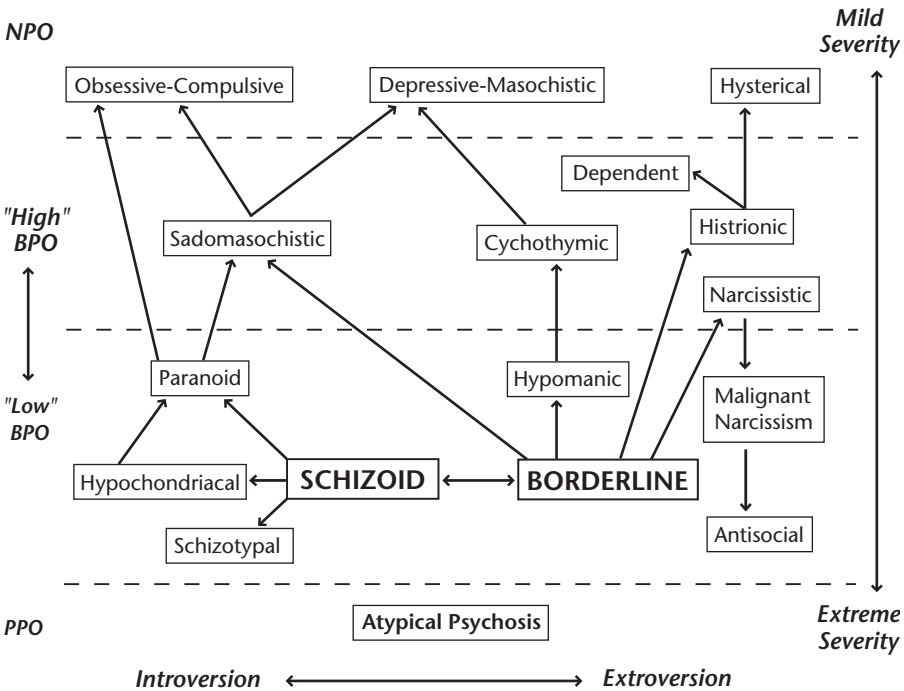 NPO
Mild
Severity
Obsessive-Compulsive
Depressive-Masochistic
Hysterical
Dependent
"High"
BPO
Sadomasochistic
Cychothymic
Histrionic
Narcissistic
Paranoid
Hypomanic
Malignant
Narcissism
"Low"
BPO
Hypochondriacal
SCHIZOID
BORDERLINE
Schizotypal
Antisocial
PPO
Atypical Psychosis
Extreme
Severity
Introversion
Extroversion